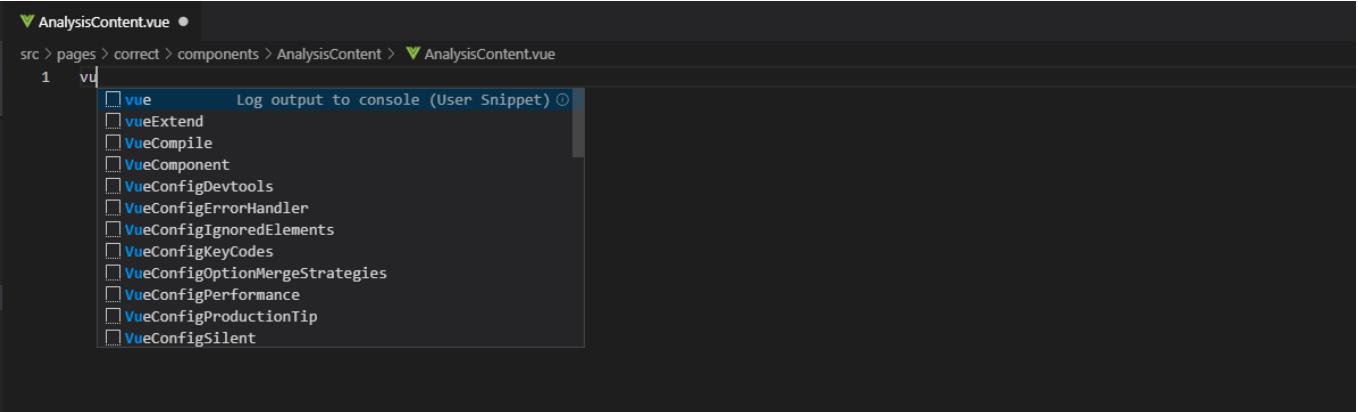 AnalysisContent.vue
src > pages > correct > components > AnalysisContent > AnalysisContent.vue
1 vu
vue Log output to console (User Snippet)
vueExtend
VueCompile
VueComponent
VueConfigDevtools
VueConfigErrorHandler
VueConfigIgnoredElements
VueConfigKeyCodes
VueConfigOptionMergeStrategies
VueConfigPerformance
VueConfigProductionTip
VueConfigSilent